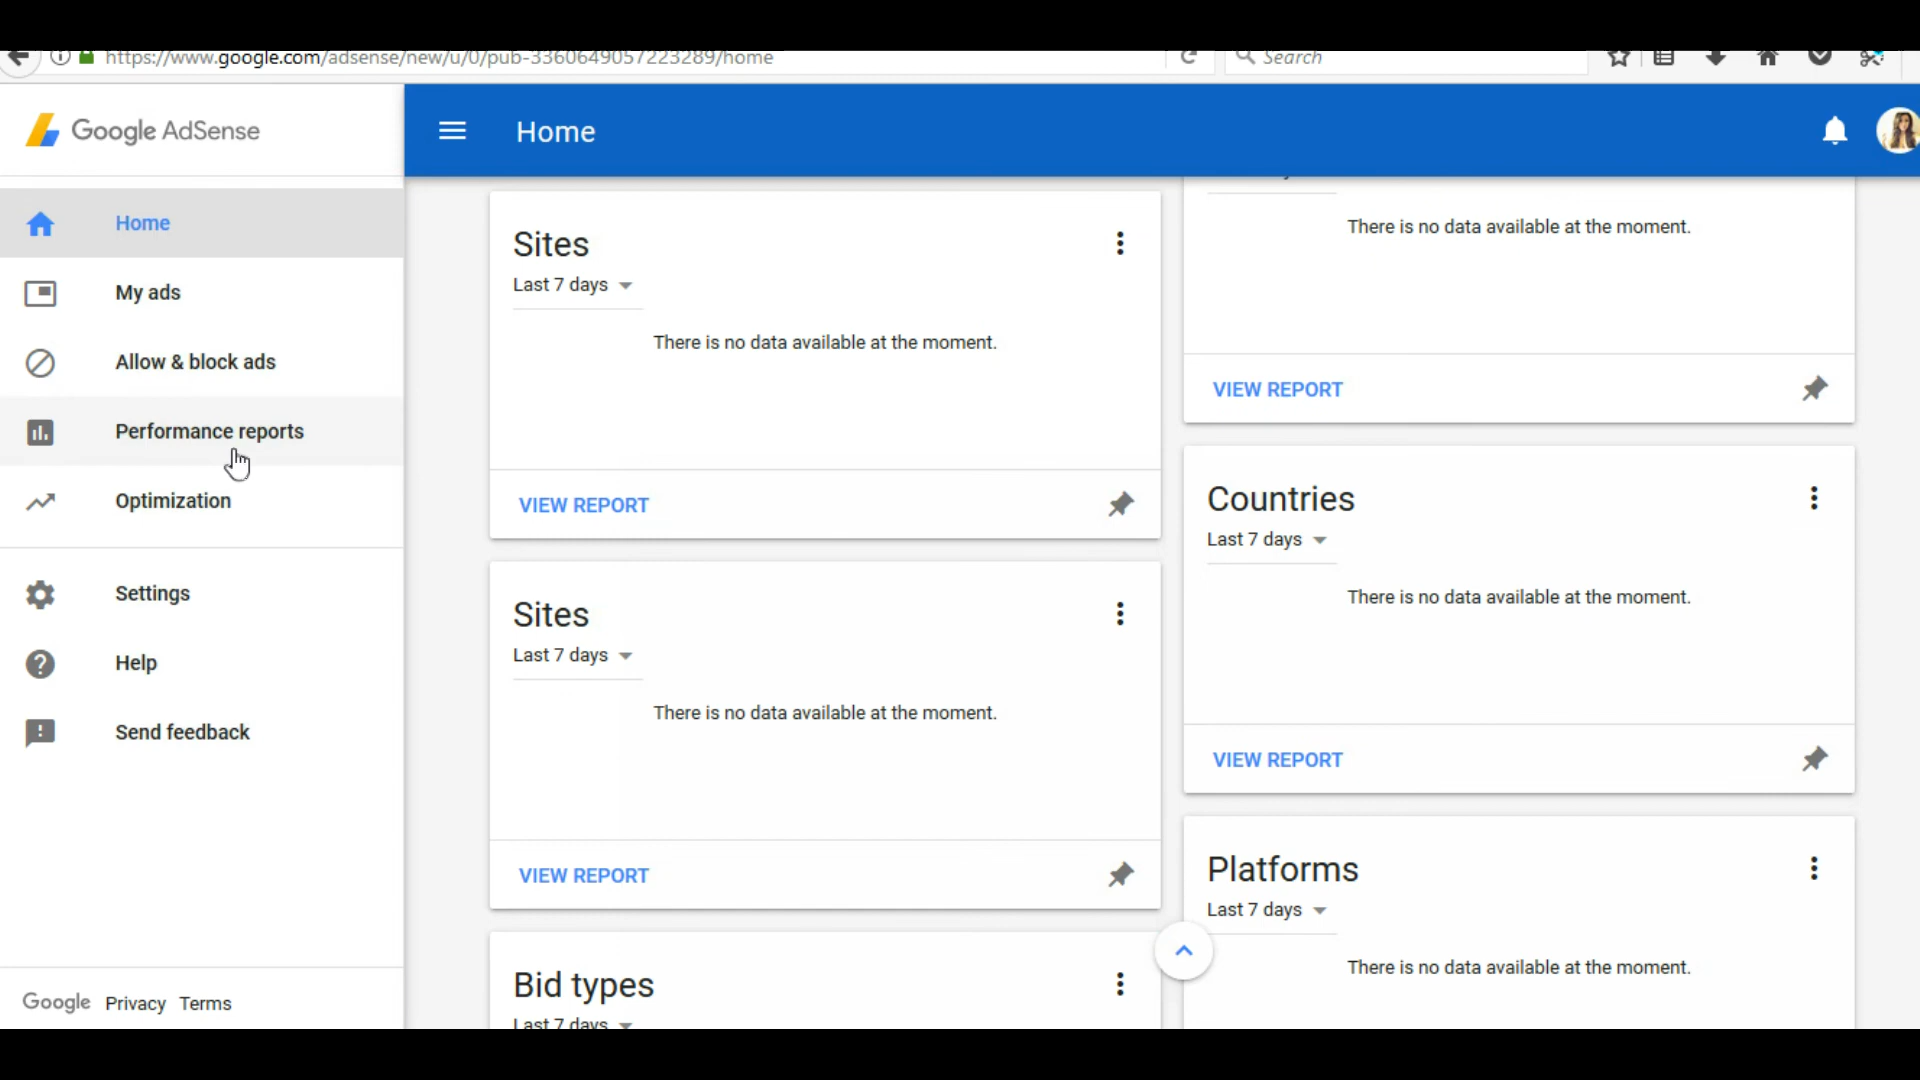 https://www.google.com/adsense/new/u/0/pub-3360649057223289/home
Search
Google AdSense
Home
Home
My ads
Allow & block ads
Performance reports
Optimization
Settings
Help
Send feedback
Google Privacy Terms
Sites
Last 7 days
There is no data available at the moment.
VIEW REPORT
Sites
Last 7 days
There is no data available at the moment.
VIEW REPORT
Bid types
Last 7 days
There is no data available at the moment.
VIEW REPORT
Countries
Last 7 days
There is no data available at the moment.
VIEW REPORT
Platforms
Last 7 days
There is no data available at the moment.